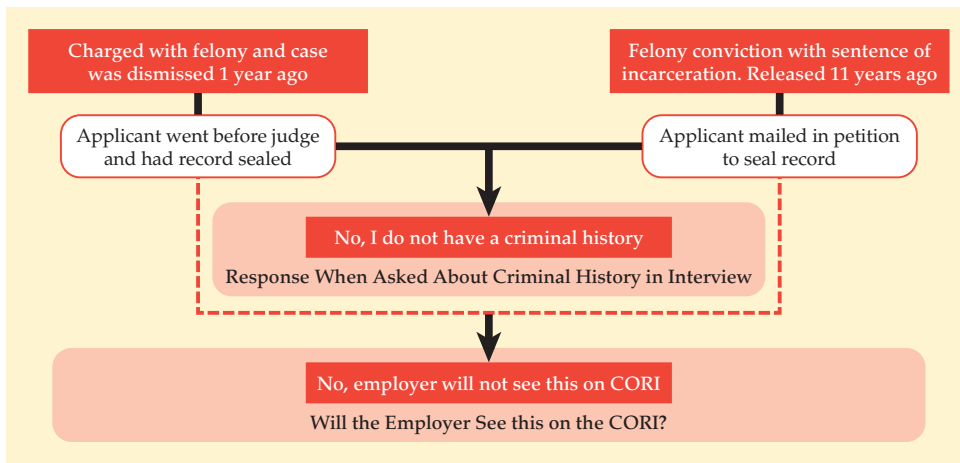 Charged with felony and case
was dismissed 1 year ago
Felony conviction with sentence of
incarceration. Released 11 years ago
Applicant went before judge
and had record sealed
Applicant mailed in petition
to seal record
No, I do not have a criminal history
Response When Asked About Criminal History in Interview
No, employer will not see this on CORI
Will the Employer See this on the CORI?